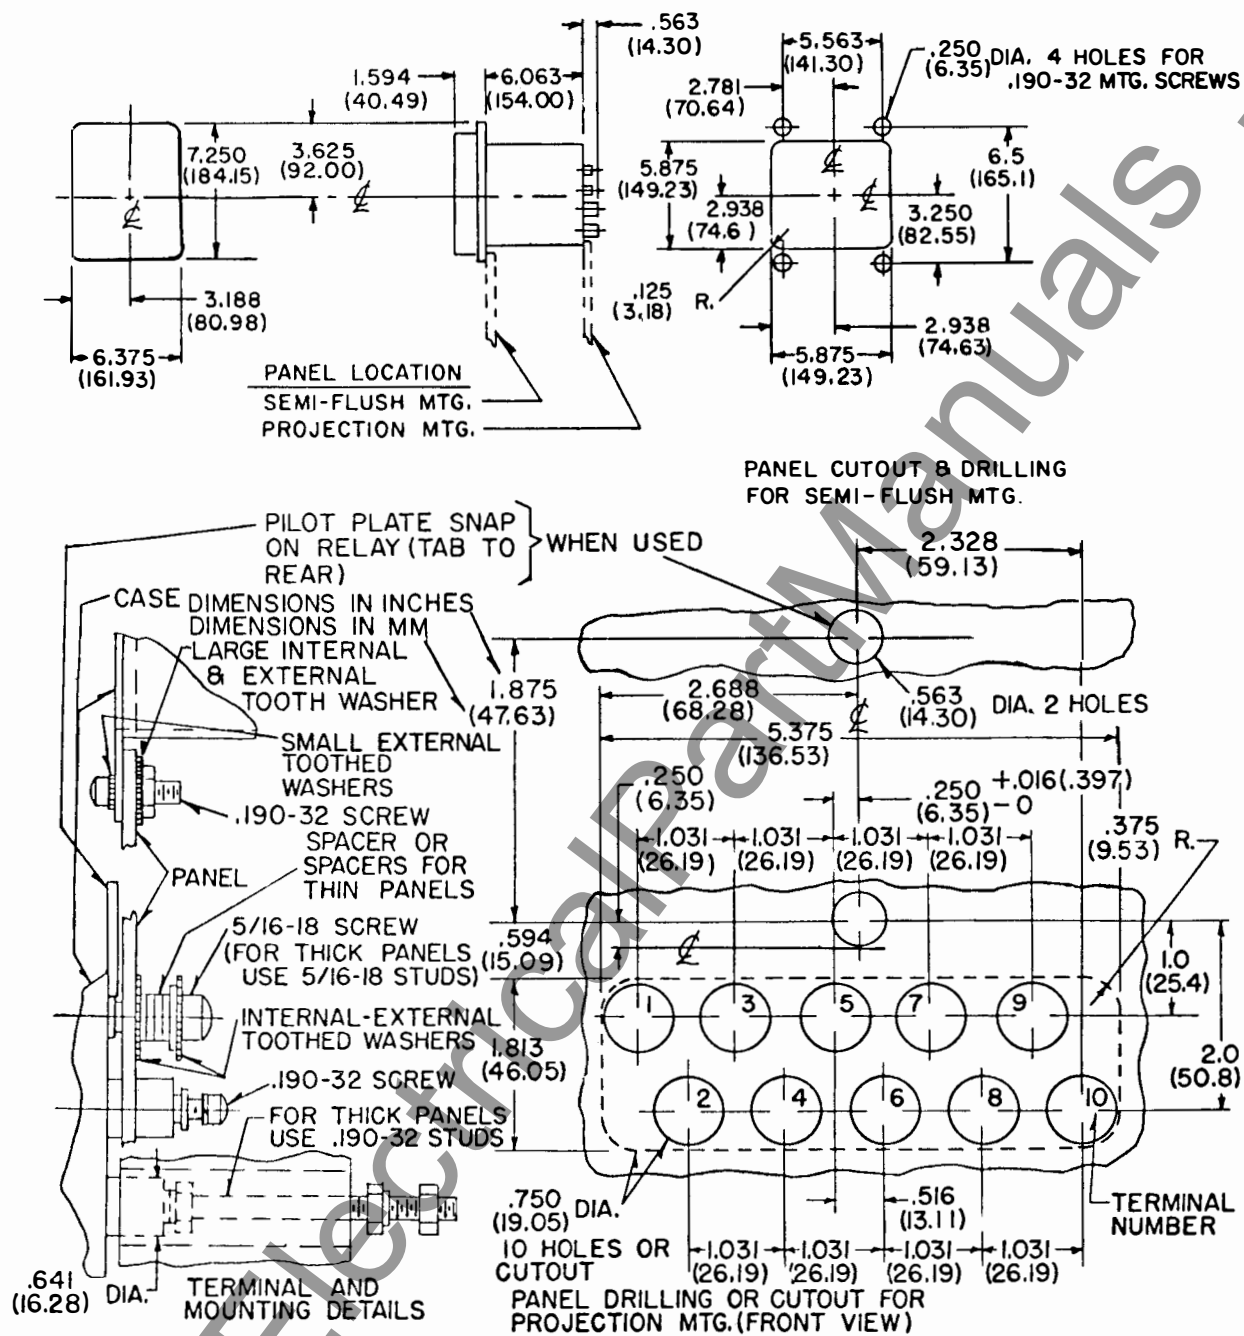 .563
(14.30)
1.594
(40.49)
6.063
(154.00)
7.250
(184.15)
3.625
(92.00)
℄
℄
3.188
(80.98)
6.375
(161.93)
PANEL LOCATION
SEMI-FLUSH MTG.
PROJECTION MTG.
5.563
(141.30)
.250
(6.35)
DIA. 4 HOLES FOR
.190-32 MTG. SCREWS
2.781
(70.64)
5.875
(149.23)
℄
℄
6.5
(165.1)
2.938
(74.6 )
3.250
(82.55)
.125
(3.18)
R.
2.938
(74.63)
5.875
(149.23)
PANEL CUTOUT & DRILLING
FOR SEMI-FLUSH MTG.
PILOT PLATE SNAP
ON RELAY (TAB TO
REAR)
WHEN USED
CASE
DIMENSIONS IN INCHES
DIMENSIONS IN MM
LARGE INTERNAL
& EXTERNAL
TOOTH WASHER
SMALL EXTERNAL
TOOTHED
WASHERS
.190-32 SCREW
SPACER OR
SPACERS FOR
THIN PANELS
PANEL
5/16-18 SCREW
(FOR THICK PANELS
USE 5/16-18 STUDS)
INTERNAL-EXTERNAL
TOOTHED WASHERS
.190-32 SCREW
FOR THICK PANELS
USE .190-32 STUDS
.641
(16.28)
DIA.
TERMINAL AND
MOUNTING DETAILS
2.328
(59.13)
1.875
(47.63)
2.688
(68.28)
.563
(14.30)
DIA. 2 HOLES
℄
5.375
(136.53)
.250
(6.35)
.250
(6.35)
+.016(.397)
-0
1.031
(26.19)
1.031
(26.19)
1.031
(26.19)
1.031
(26.19)
.375
(9.53)
R.
.594
(15.09)
℄
1.0
(25.4)
1 3 5 7 9
1.813
(46.05)
2.0
(50.8)
2 4 6 8 10
.750
(19.05)
DIA.
10 HOLES OR
CUTOUT
.516
(13.11)
TERMINAL
NUMBER
1.031
(26.19)
1.031
(26.19)
1.031
(26.19)
1.031
(26.19)
PANEL DRILLING OR CUTOUT FOR
PROJECTION MTG. (FRONT VIEW)
ElectricalPartManuals